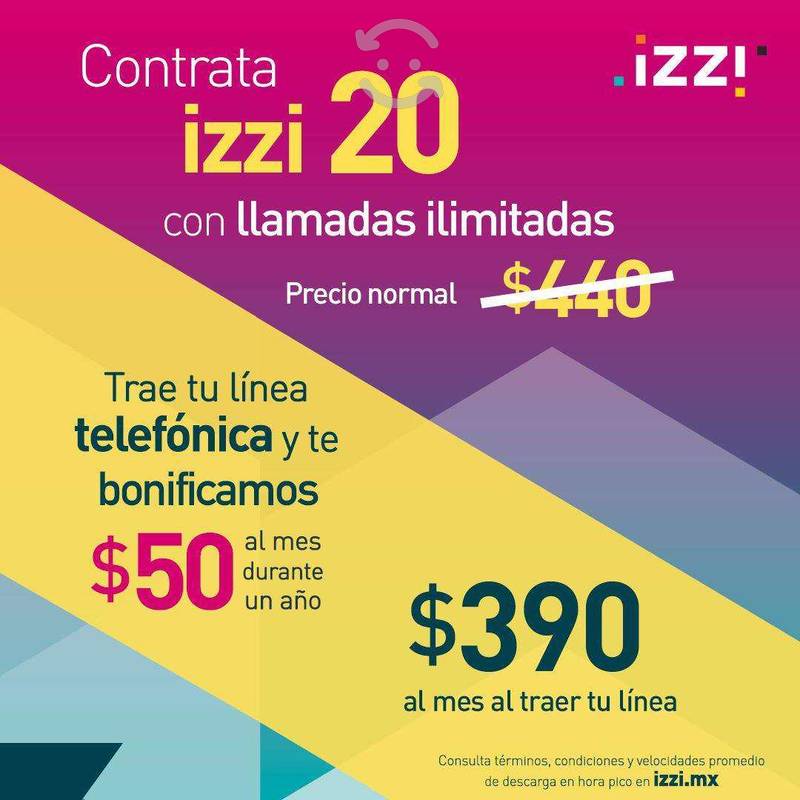 Contrata
izzi!
izzi 20
con llamadas ilimitadas
Precio normal $440
Trae tu línea
telefónica y te
bonificamos
$50 al mes
durante
un año
$390
al mes al traer tu línea
Consulta términos, condiciones y velocidades promedio
de descarga en hora pico en izzi.mx